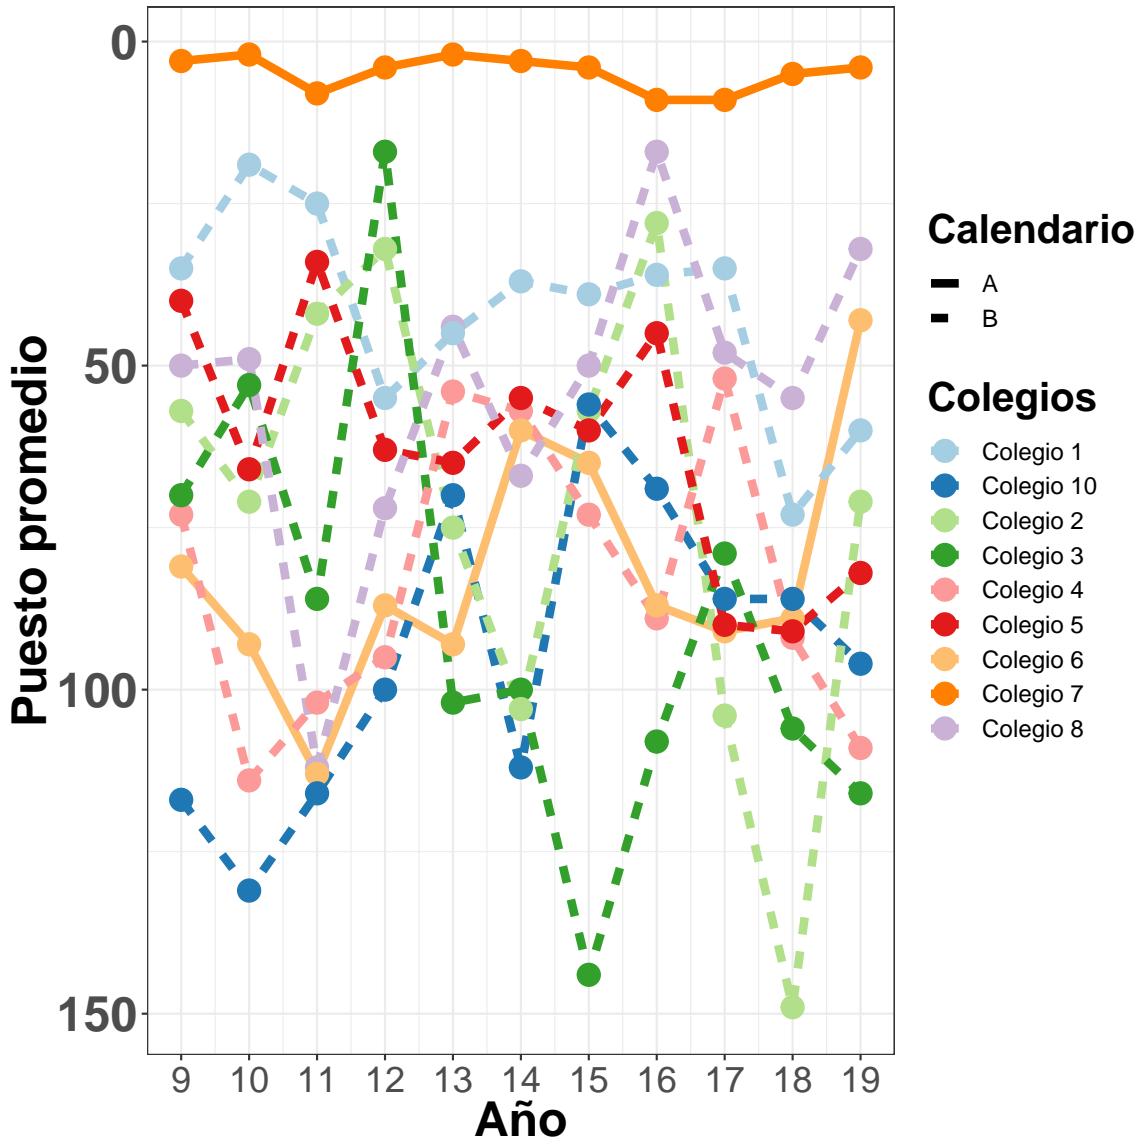 0
50
100
150
Puesto promedio
9 10 11 12 13 14 15 16 17 18 19
Año
Calendario
A
B
Colegios
Colegio 1
Colegio 10
Colegio 2
Colegio 3
Colegio 4
Colegio 5
Colegio 6
Colegio 7
Colegio 8